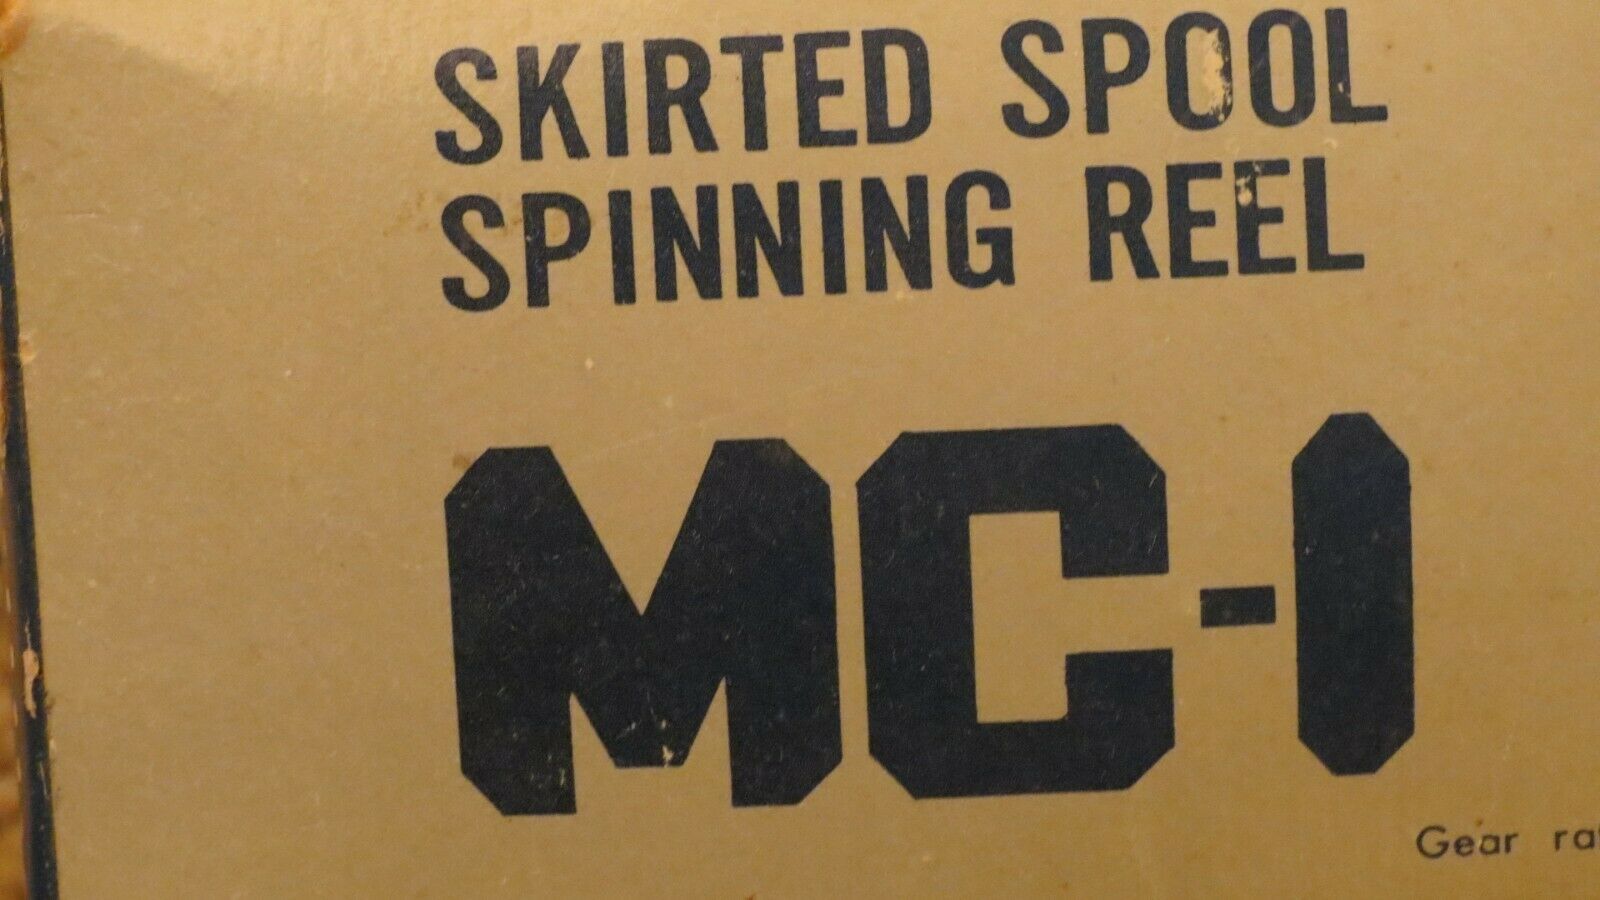 SKIRTED SPOOL
SPINNING REEL
MC-1
Gear